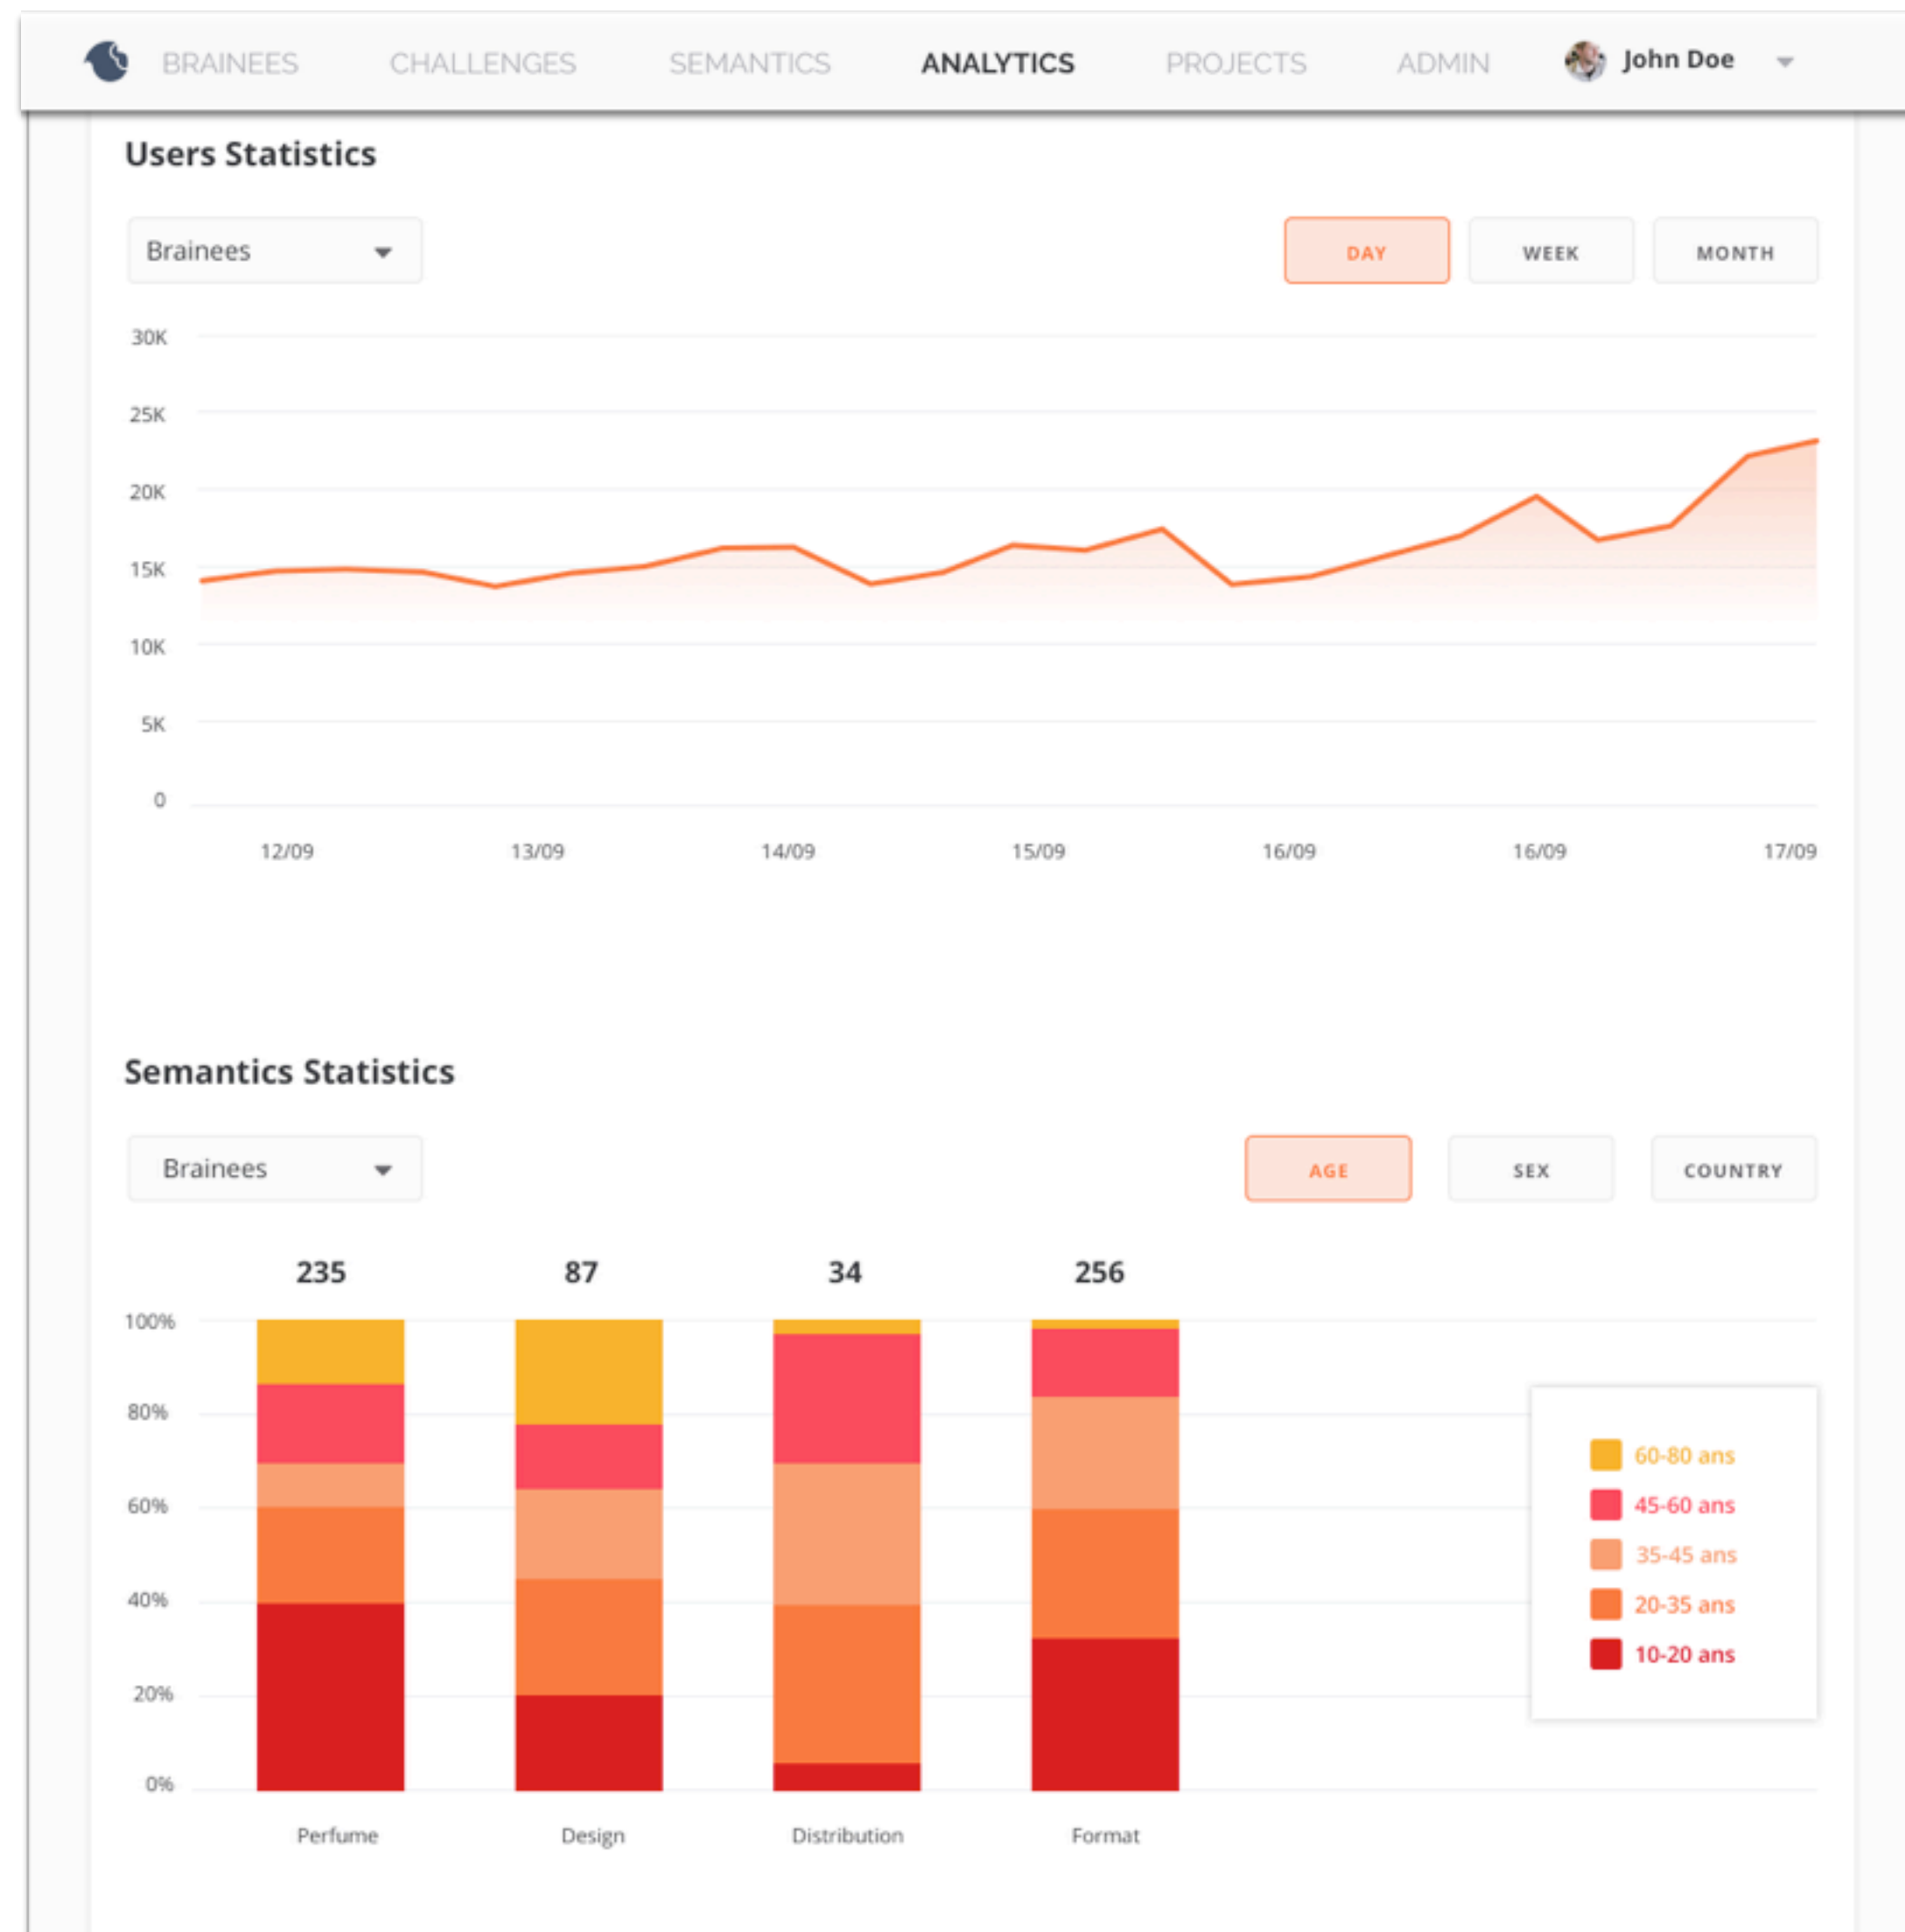 BRAINEES CHALLENGES SEMANTICS ANALYTICS PROJECTS ADMIN John Doe
Users Statistics
Brainees DAY WEEK MONTH
30K
25K
20K
15K
10K
5K
0
12/09 13/09 14/09 15/09 16/09 16/09 17/09
Semantics Statistics
Brainees AGE SEX COUNTRY
235 87 34 256
100%
80%
60%
40%
20%
0%
60-80 ans
45-60 ans
35-45 ans
20-35 ans
10-20 ans
Perfume Design Distribution Format